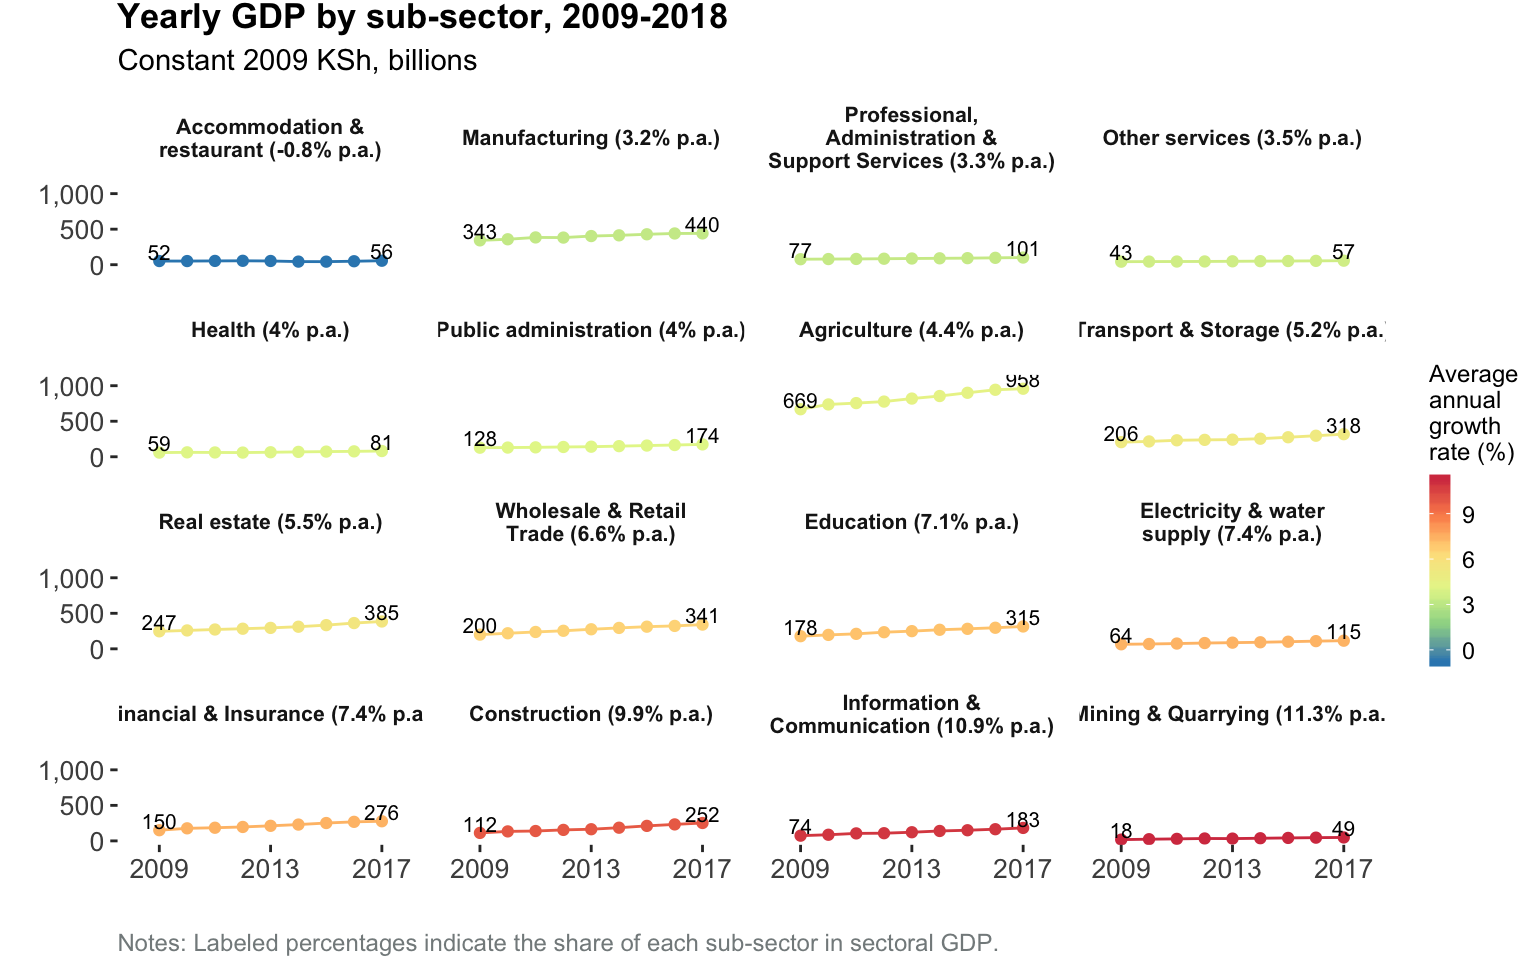 Yearly GDP by sub-sector, 2009-2018
Constant 2009 KSh, billions
Accommodation &
restaurant (-0.8% p.a.)
Manufacturing (3.2% p.a.)
Professional,
Administration &
Support Services (3.3% p.a.)
Other services (3.5% p.a.)
1,000
500
0
52
56
343
440
77
101
43
57
Health (4% p.a.)
Public administration (4% p.a.)
Agriculture (4.4% p.a.)
Transport & Storage (5.2% p.a.)
1,000
500
0
59
81
128
174
669
958
206
318
Real estate (5.5% p.a.)
Wholesale & Retail
Trade (6.6% p.a.)
Education (7.1% p.a.)
Electricity & water
supply (7.4% p.a.)
1,000
500
0
247
385
200
341
178
315
64
115
inancial & Insurance (7.4% p.a
Construction (9.9% p.a.)
Information &
Communication (10.9% p.a.)
Mining & Quarrying (11.3% p.a.
1,000
500
0
150
276
112
252
74
183
18
49
2009 2013 2017
2009 2013 2017
2009 2013 2017
2009 2013 2017
Average
annual
growth
rate (%)
9
6
3
0
Notes: Labeled percentages indicate the share of each sub-sector in sectoral GDP.